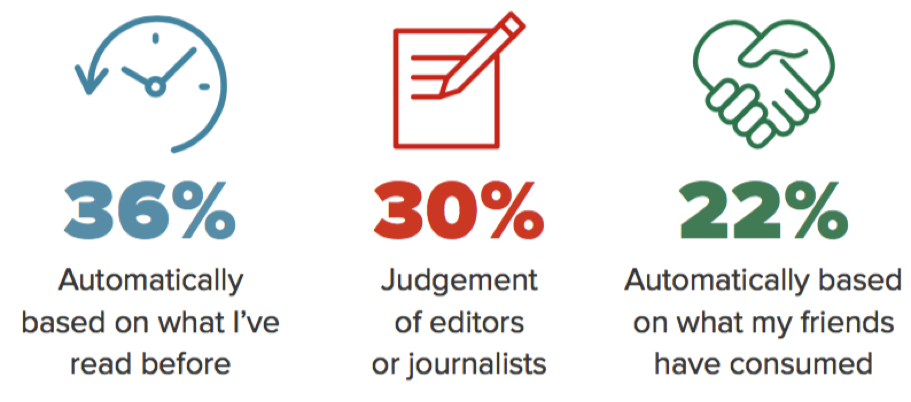 36%
Automatically
based on what I've
read before
30%
Judgement
of editors
or journalists
22%
Automatically based
on what my friends
have consumed